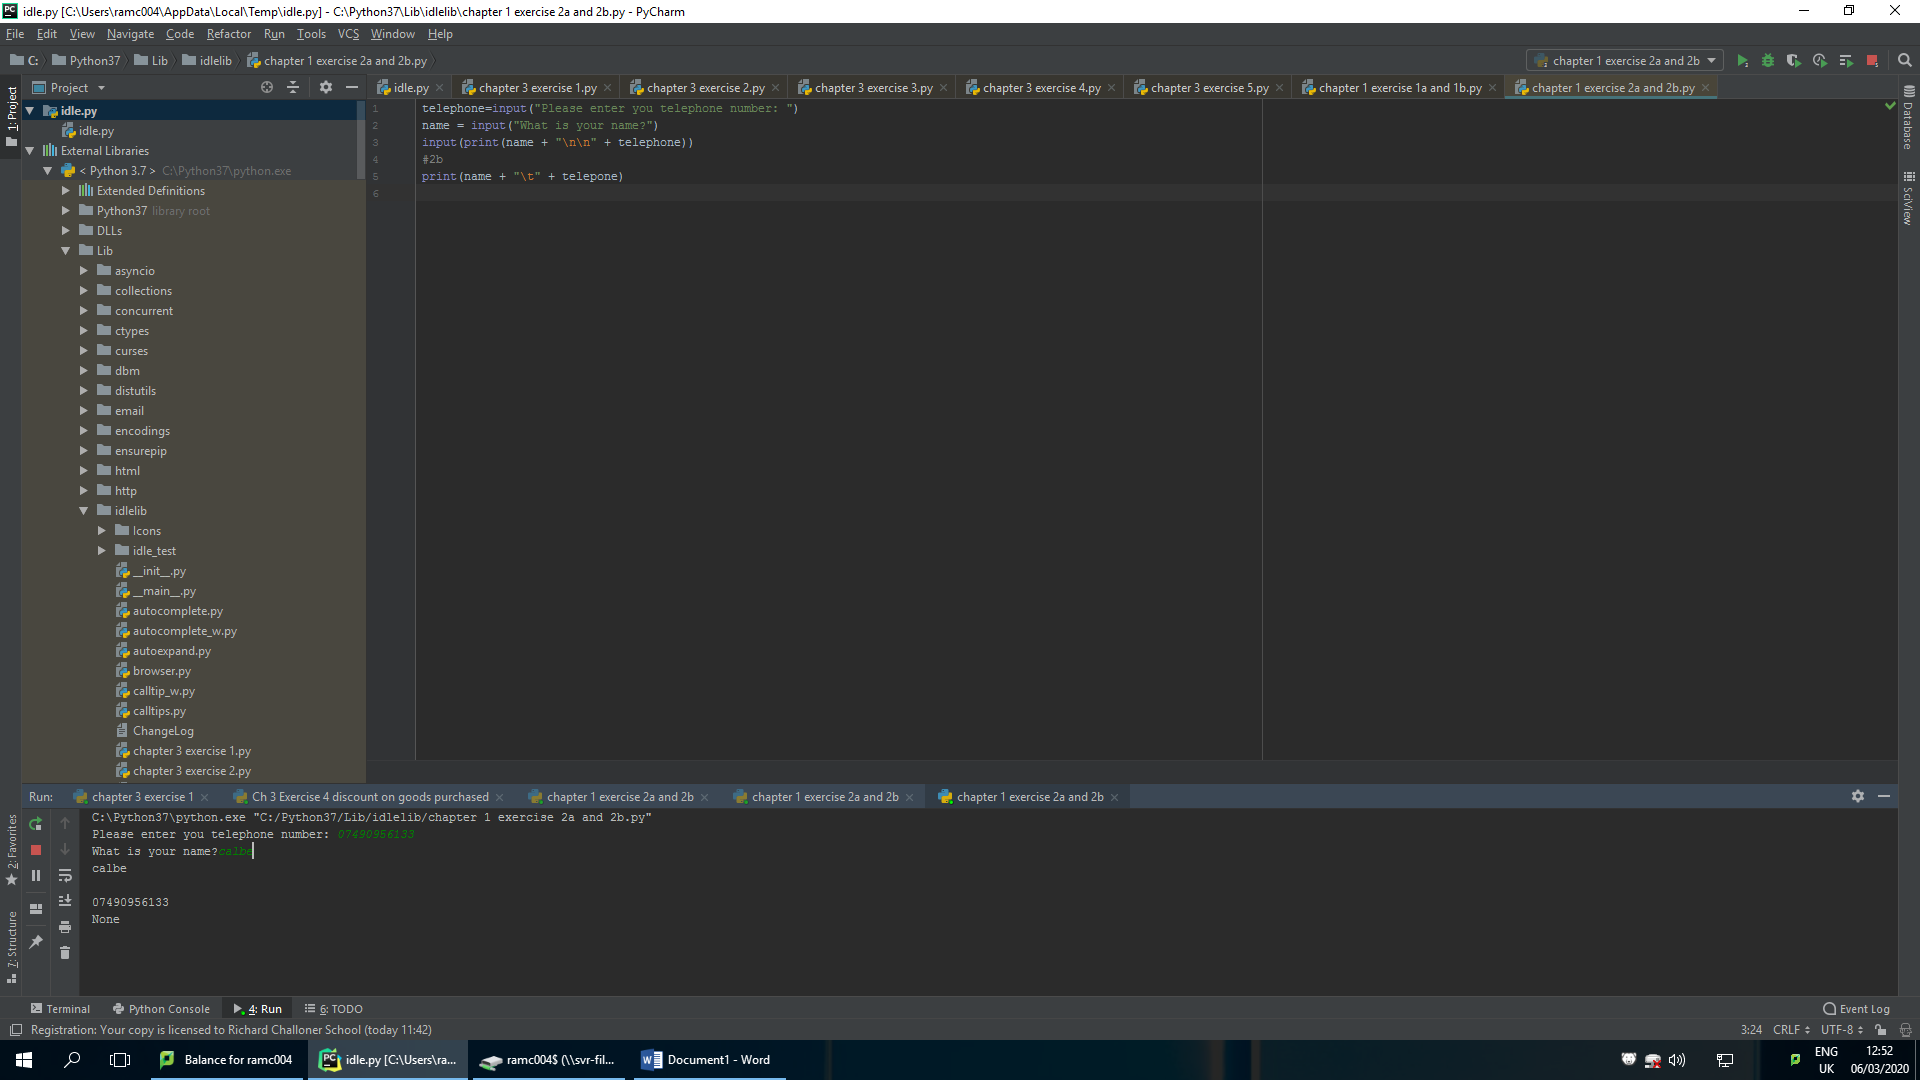 idle.py [C:\Users\ramc004\AppData\Local\Temp\idle.py] - C:\Python37\Lib\idlelib\chapter 1 exercise 2a and 2b.py - PyCharm
File Edit View Navigate Code Refactor Run Tools VCS Window Help
C: Python37 Lib idlelib chapter 1 exercise 2a and 2b.py
chapter 1 exercise 2a and 2b
Project
idle.py chapter 3 exercise 1.py chapter 3 exercise 2.py chapter 3 exercise 3.py chapter 3 exercise 4.py chapter 3 exercise 5.py chapter 1 exercise 1a and 1b.py chapter 1 exercise 2a and 2b.py
1: Project
Database
SciView
idle.py
idle.py
External Libraries
< Python 3.7 > C:\Python37\python.exe
Extended Definitions
Python37 library root
DLLs
Lib
asyncio
collections
concurrent
ctypes
curses
dbm
distutils
email
encodings
ensurepip
html
http
idlelib
Icons
idle_test
__init__.py
__main__.py
autocomplete.py
autocomplete_w.py
autoexpand.py
browser.py
calltip_w.py
calltips.py
ChangeLog
chapter 3 exercise 1.py
chapter 3 exercise 2.py
1 telephone=input("Please enter you telephone number: ")
2 name = input("What is your name?")
3 input(print(name + "\n\n" + telephone))
4 #2b
5 print(name + "\t" + telepone)
6
Run: chapter 3 exercise 1 Ch 3 Exercise 4 discount on goods purchased chapter 1 exercise 2a and 2b chapter 1 exercise 2a and 2b chapter 1 exercise 2a and 2b
C:\Python37\python.exe "C:/Python37/Lib/idlelib/chapter 1 exercise 2a and 2b.py"
Please enter you telephone number: 07490956133
What is your name?calbe
calbe
07490956133
None
2: Favorites
7: Structure
Terminal Python Console 4: Run 6: TODO Event Log
Registration: Your copy is licensed to Richard Challoner School (today 11:42) 3:24 CRLF UTF-8
Balance for ramc004 idle.py [C:\Users\ra... ramc004$ (\\svr-fil... Document1 - Word
ENG 12:52
UK 06/03/2020